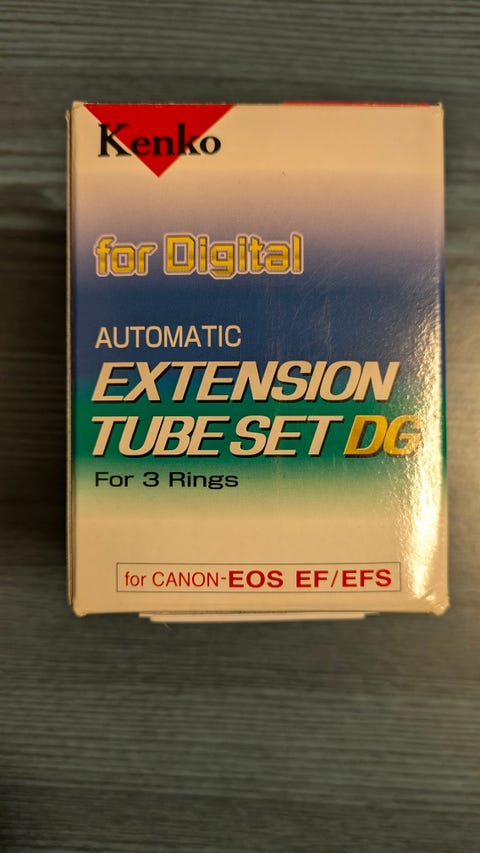 Kenko
for Digital
AUTOMATIC
EXTENSION
TUBE SET DG
For 3 Rings
for CANON-EOS EF/EFS